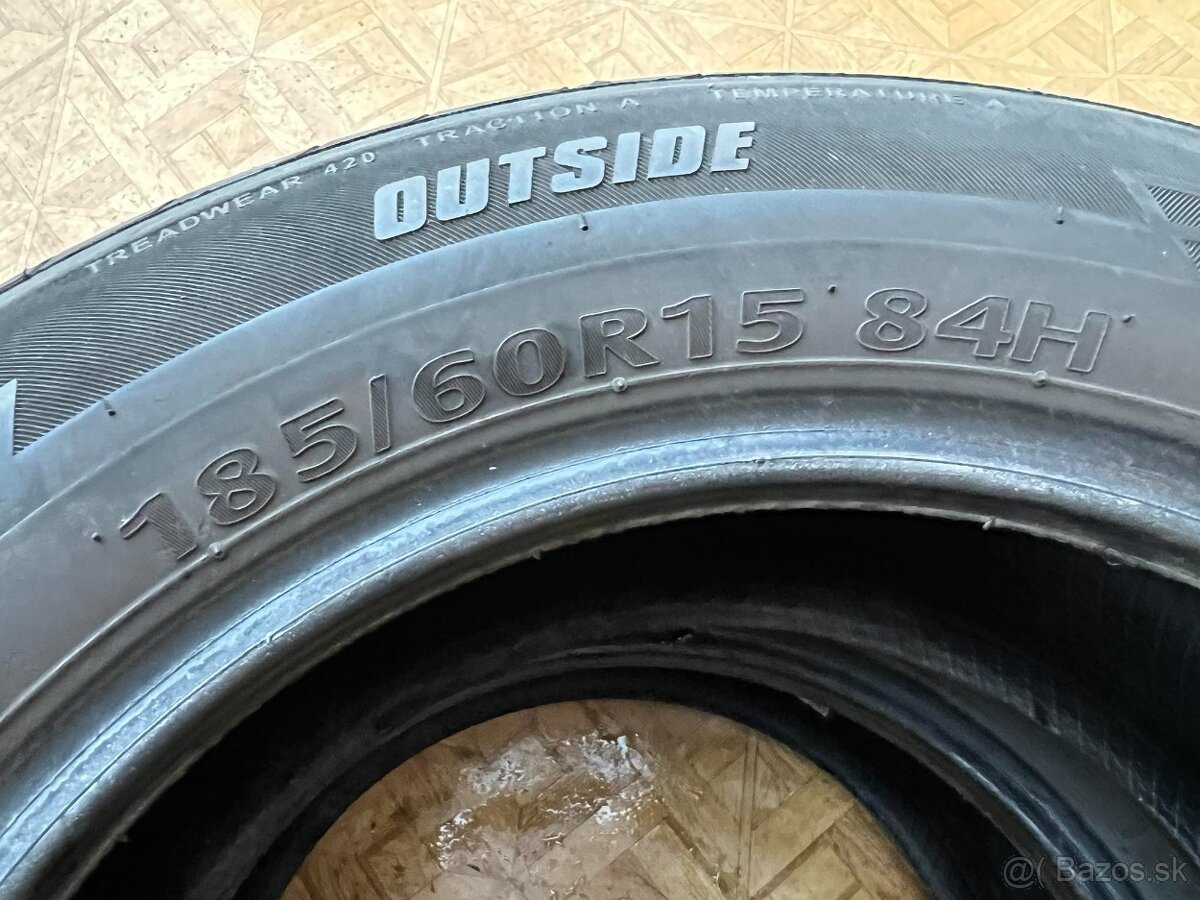 TREADWEAR 420 TRACTION A TEMPERATURE A
OUTSIDE
185/60R15 84H
@( Bazos.sk